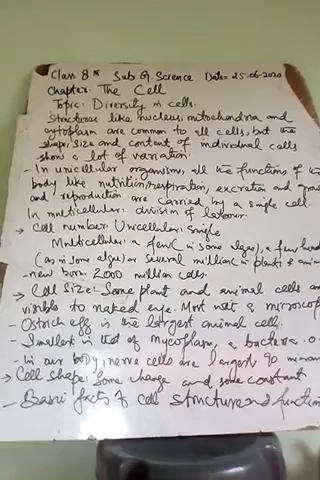 Class 8th Sub G. Science Date = 25.06.2020
Chapter: The Cell
Topic: Diversity in cells.
Structures like nucleus, mitochondria and
cytoplasm are common to all cells, but the
shape, size and content of individual cells
show a lot of variation.
- In unicellular organisms, all the functions of the
body like nutrition, respiration, excretion and
and reproduction are carried by a single cell.
In multicellular: division of labour.
→ Cell number: Unicellular: Single
Multicellular: a few (in some algae), a few hund
(as in some algae) or several million (in plants &
- new born: 2000 million cells.
→ Cell Size: Some plant and animal cells
visible to naked eye. Most wet a microscop
- Ostrich egg is the largest animal cell.
- Smallest is that of mycoplasm, a bacteria.
- In our body, nerve cells are largest 90
→ Cell shape: Some change and some constant
- Basic facts of cell structure and function